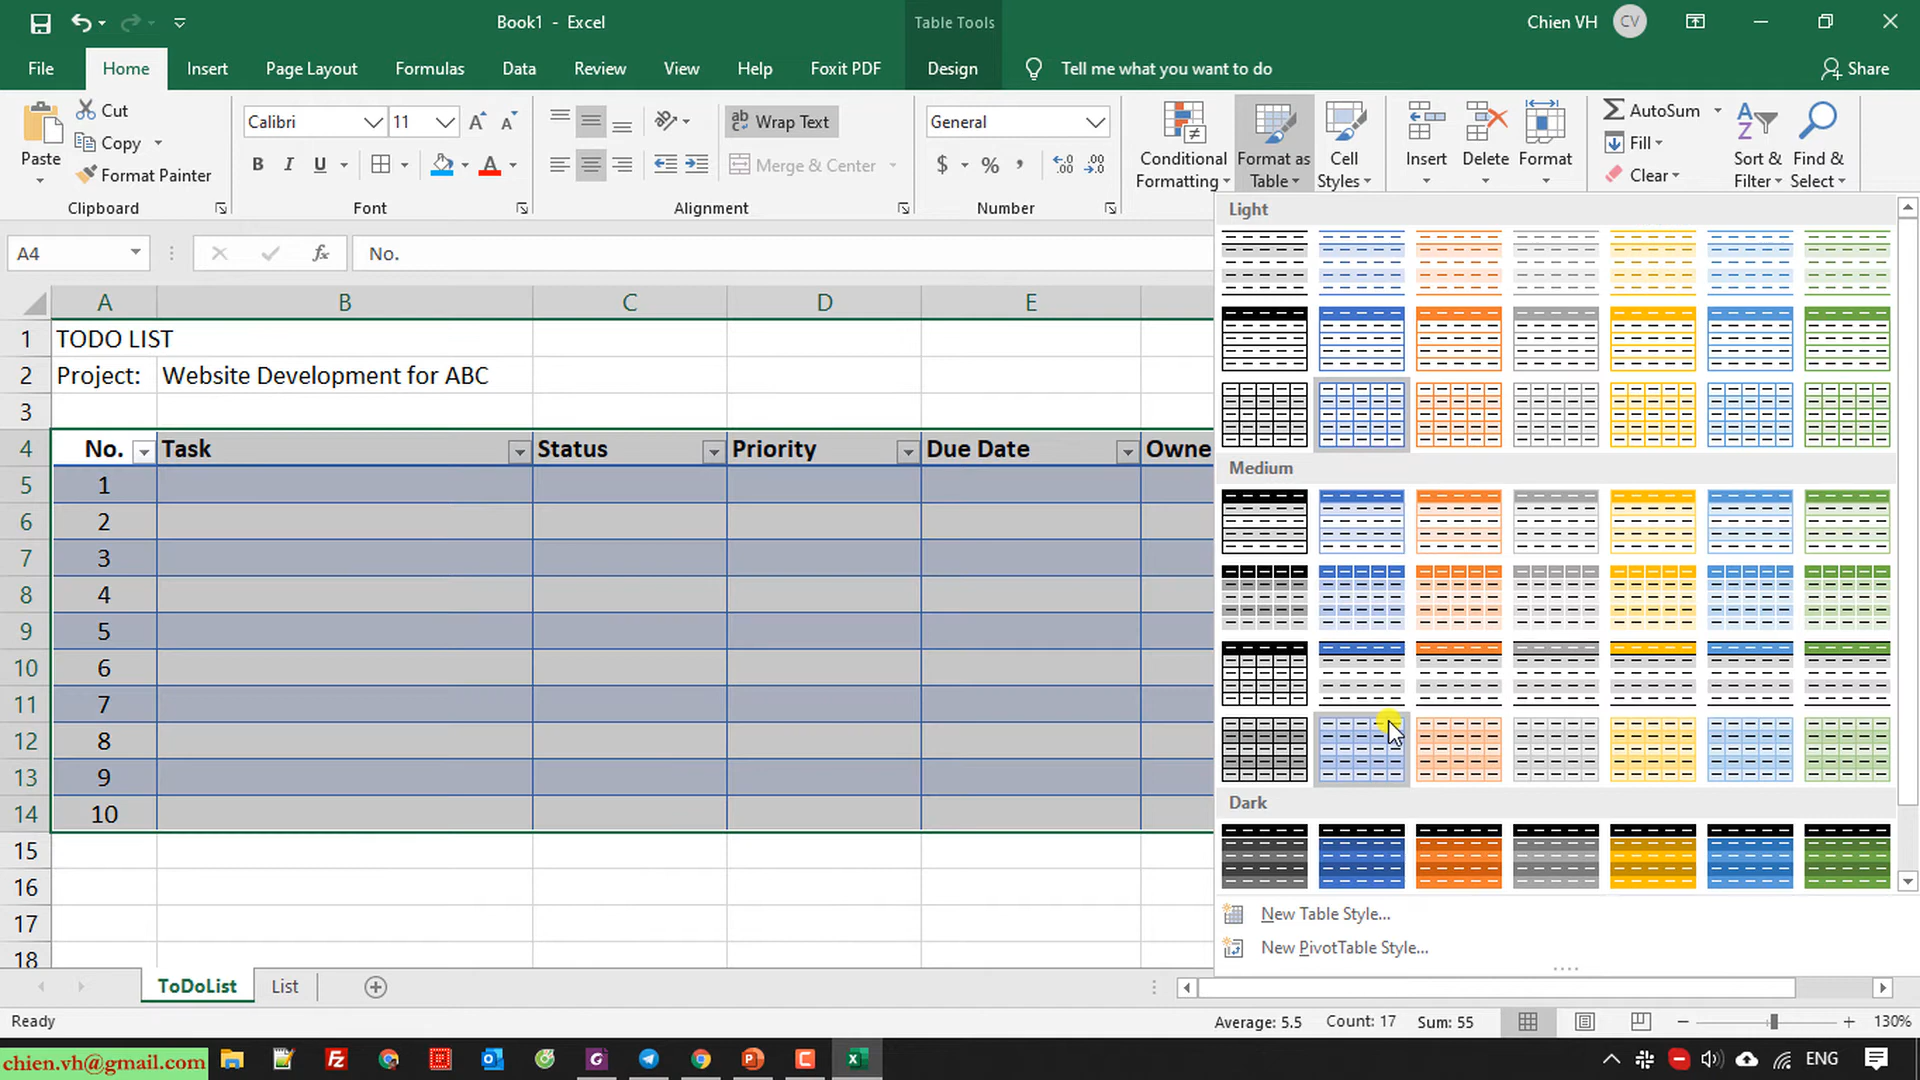 Book1 - Excel
Table Tools
Chien VH
CV
File
Home
Insert
Page Layout
Formulas
Data
Review
View
Help
Foxit PDF
Design
Tell me what you want to do
Share
Paste
Cut
Copy
Format Painter
Clipboard
Calibri
11
B I U
Font
Wrap Text
Merge & Center
Alignment
General
$ % ,
Number
Conditional Formatting
Format as Table
Cell Styles
Insert
Delete
Format
AutoSum
Fill
Clear
Sort & Filter
Find & Select
A4
fx
No.
A B C D E
1 TODO LIST
2 Project: Website Development for ABC
3
4 No. Task Status Priority Due Date Owne
5 1
6 2
7 3
8 4
9 5
10 6
11 7
12 8
13 9
14 10
15
16
17
18
Light
Medium
Dark
New Table Style...
New PivotTable Style...
ToDoList
List
Ready
Average: 5.5
Count: 17
Sum: 55
130%
chien.vh@gmail.com
ENG